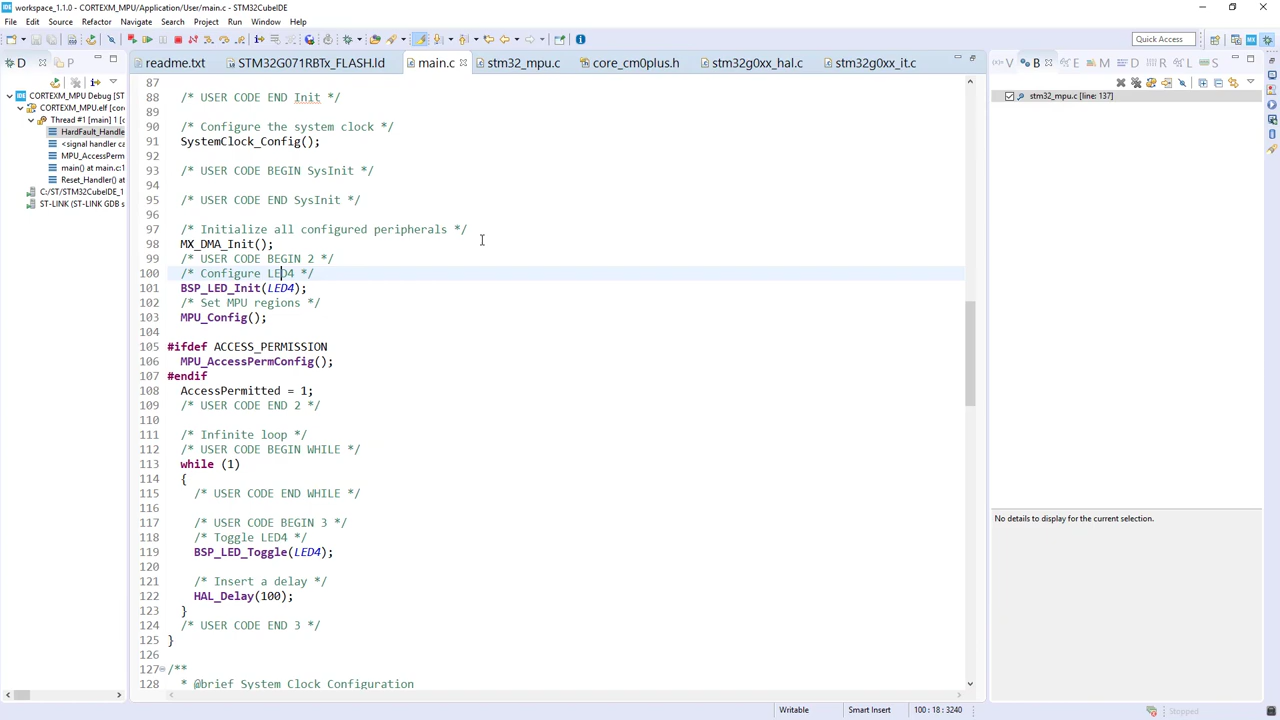 workspace_1.1.0 - CORTEXM_MPU/Application/User/main.c - STM32CubeIDE
File Edit Source Refactor Navigate Search Project Run Window Help
Quick Access
D P
readme.txt STM32G071RBTx_FLASH.ld main.c stm32_mpu.c core_cm0plus.h stm32g0xx_hal.c stm32g0xx_it.c
V B E M D R L S
CORTEXM_MPU Debug [ST
CORTEXM_MPU.elf [core
Thread #1 [main] 1 [c
HardFault_Handle
<signal handler ca
MPU_AccessPerm
main() at main.c:1
Reset_Handler() at
C:/ST/STM32CubeIDE_1
ST-LINK (ST-LINK GDB s
stm32_mpu.c [line: 137]
No details to display for the current selection.
87
88 /* USER CODE END Init */
89
90 /* Configure the system clock */
91 SystemClock_Config();
92
93 /* USER CODE BEGIN SysInit */
94
95 /* USER CODE END SysInit */
96
97 /* Initialize all configured peripherals */
98 MX_DMA_Init();
99 /* USER CODE BEGIN 2 */
100 /* Configure LED4 */
101 BSP_LED_Init(LED4);
102 /* Set MPU regions */
103 MPU_Config();
104
105 #ifdef ACCESS_PERMISSION
106 MPU_AccessPermConfig();
107 #endif
108 AccessPermitted = 1;
109 /* USER CODE END 2 */
110
111 /* Infinite loop */
112 /* USER CODE BEGIN WHILE */
113 while (1)
114 {
115 /* USER CODE END WHILE */
116
117 /* USER CODE BEGIN 3 */
118 /* Toggle LED4 */
119 BSP_LED_Toggle(LED4);
120
121 /* Insert a delay */
122 HAL_Delay(100);
123 }
124 /* USER CODE END 3 */
125 }
126
127 /**
128 * @brief System Clock Configuration
Writable Smart Insert 100 : 18 : 3240 Stopped